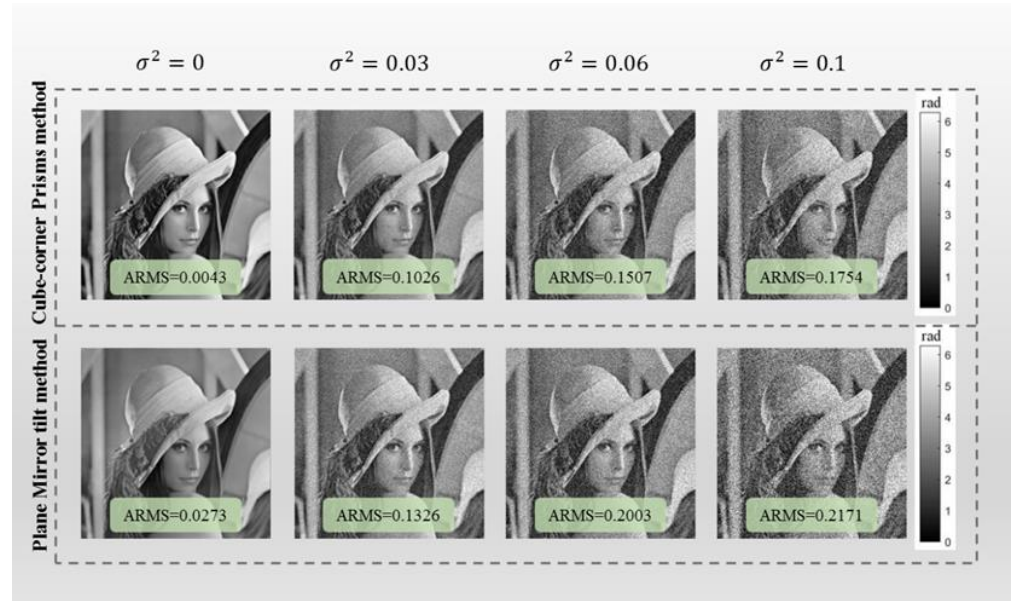 σ² = 0 σ² = 0.03 σ² = 0.06 σ² = 0.1
Cube-corner Prisms method
ARMS=0.0043 ARMS=0.1026 ARMS=0.1507 ARMS=0.1754
rad
6
5
4
3
2
1
0
Plane Mirror tilt method
ARMS=0.0273 ARMS=0.1326 ARMS=0.2003 ARMS=0.2171
rad
6
5
4
3
2
1
0